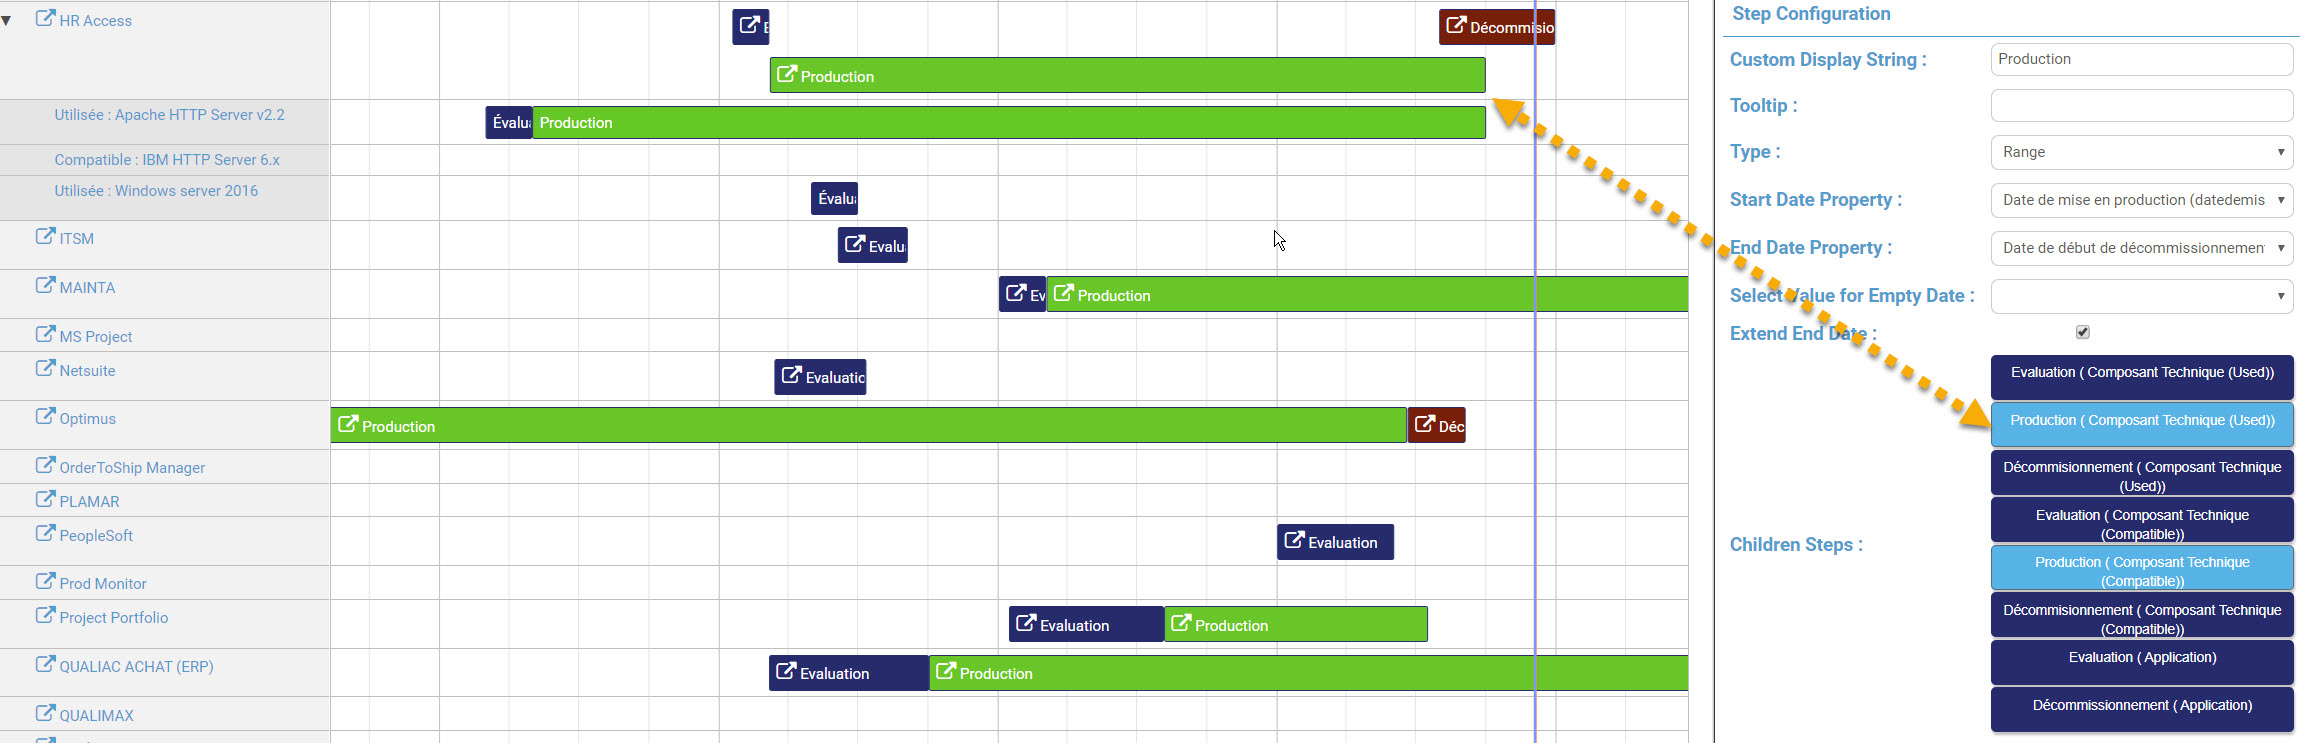 HR Access
E
Décommisio
Production
Utilisée : Apache HTTP Server v2.2
Évalua
Production
Compatible : IBM HTTP Server 6.x
Utilisée : Windows server 2016
Évalua
ITSM
Evalu
MAINTA
Ev
Production
MS Project
Netsuite
Evaluatio
Optimus
Production
Déc
OrderToShip Manager
PLAMAR
PeopleSoft
Evaluation
Prod Monitor
Project Portfolio
Evaluation
Production
QUALIAC ACHAT (ERP)
Evaluation
Production
QUALIMAX
Step Configuration
Custom Display String :
Production
Tooltip :
Type :
Range
Start Date Property :
Date de mise en production (datedemis
End Date Property :
Date de début de décommissionnemen
Select Value for Empty Date :
Extend End Date :
Children Steps :
Evaluation ( Composant Technique (Used))
Production ( Composant Technique (Used))
Décommisionnement ( Composant Technique
(Used))
Evaluation ( Composant Technique
(Compatible))
Production ( Composant Technique
(Compatible))
Décommisionnement ( Composant Technique
(Compatible))
Evaluation ( Application)
Décommissionnement ( Application)